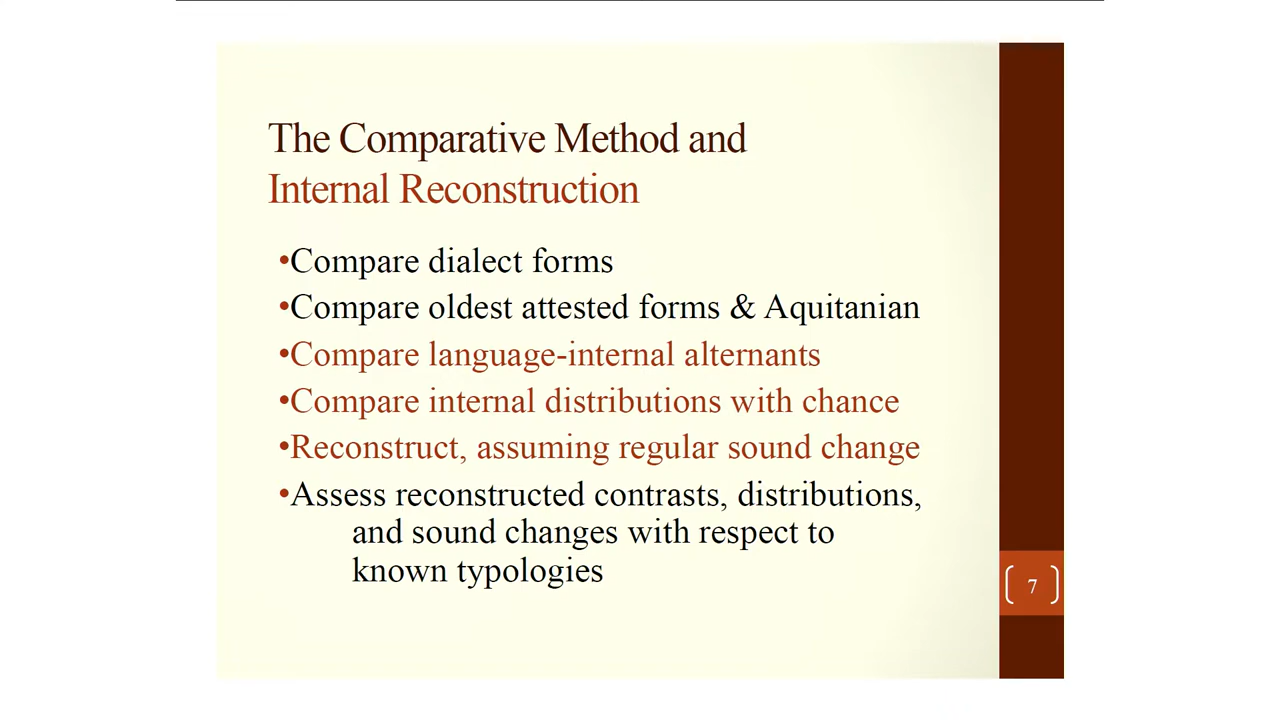 The Comparative Method and
Internal Reconstruction
•Compare dialect forms
•Compare oldest attested forms & Aquitanian
•Compare language-internal alternants
•Compare internal distributions with chance
•Reconstruct, assuming regular sound change
•Assess reconstructed contrasts, distributions,
and sound changes with respect to
known typologies
7